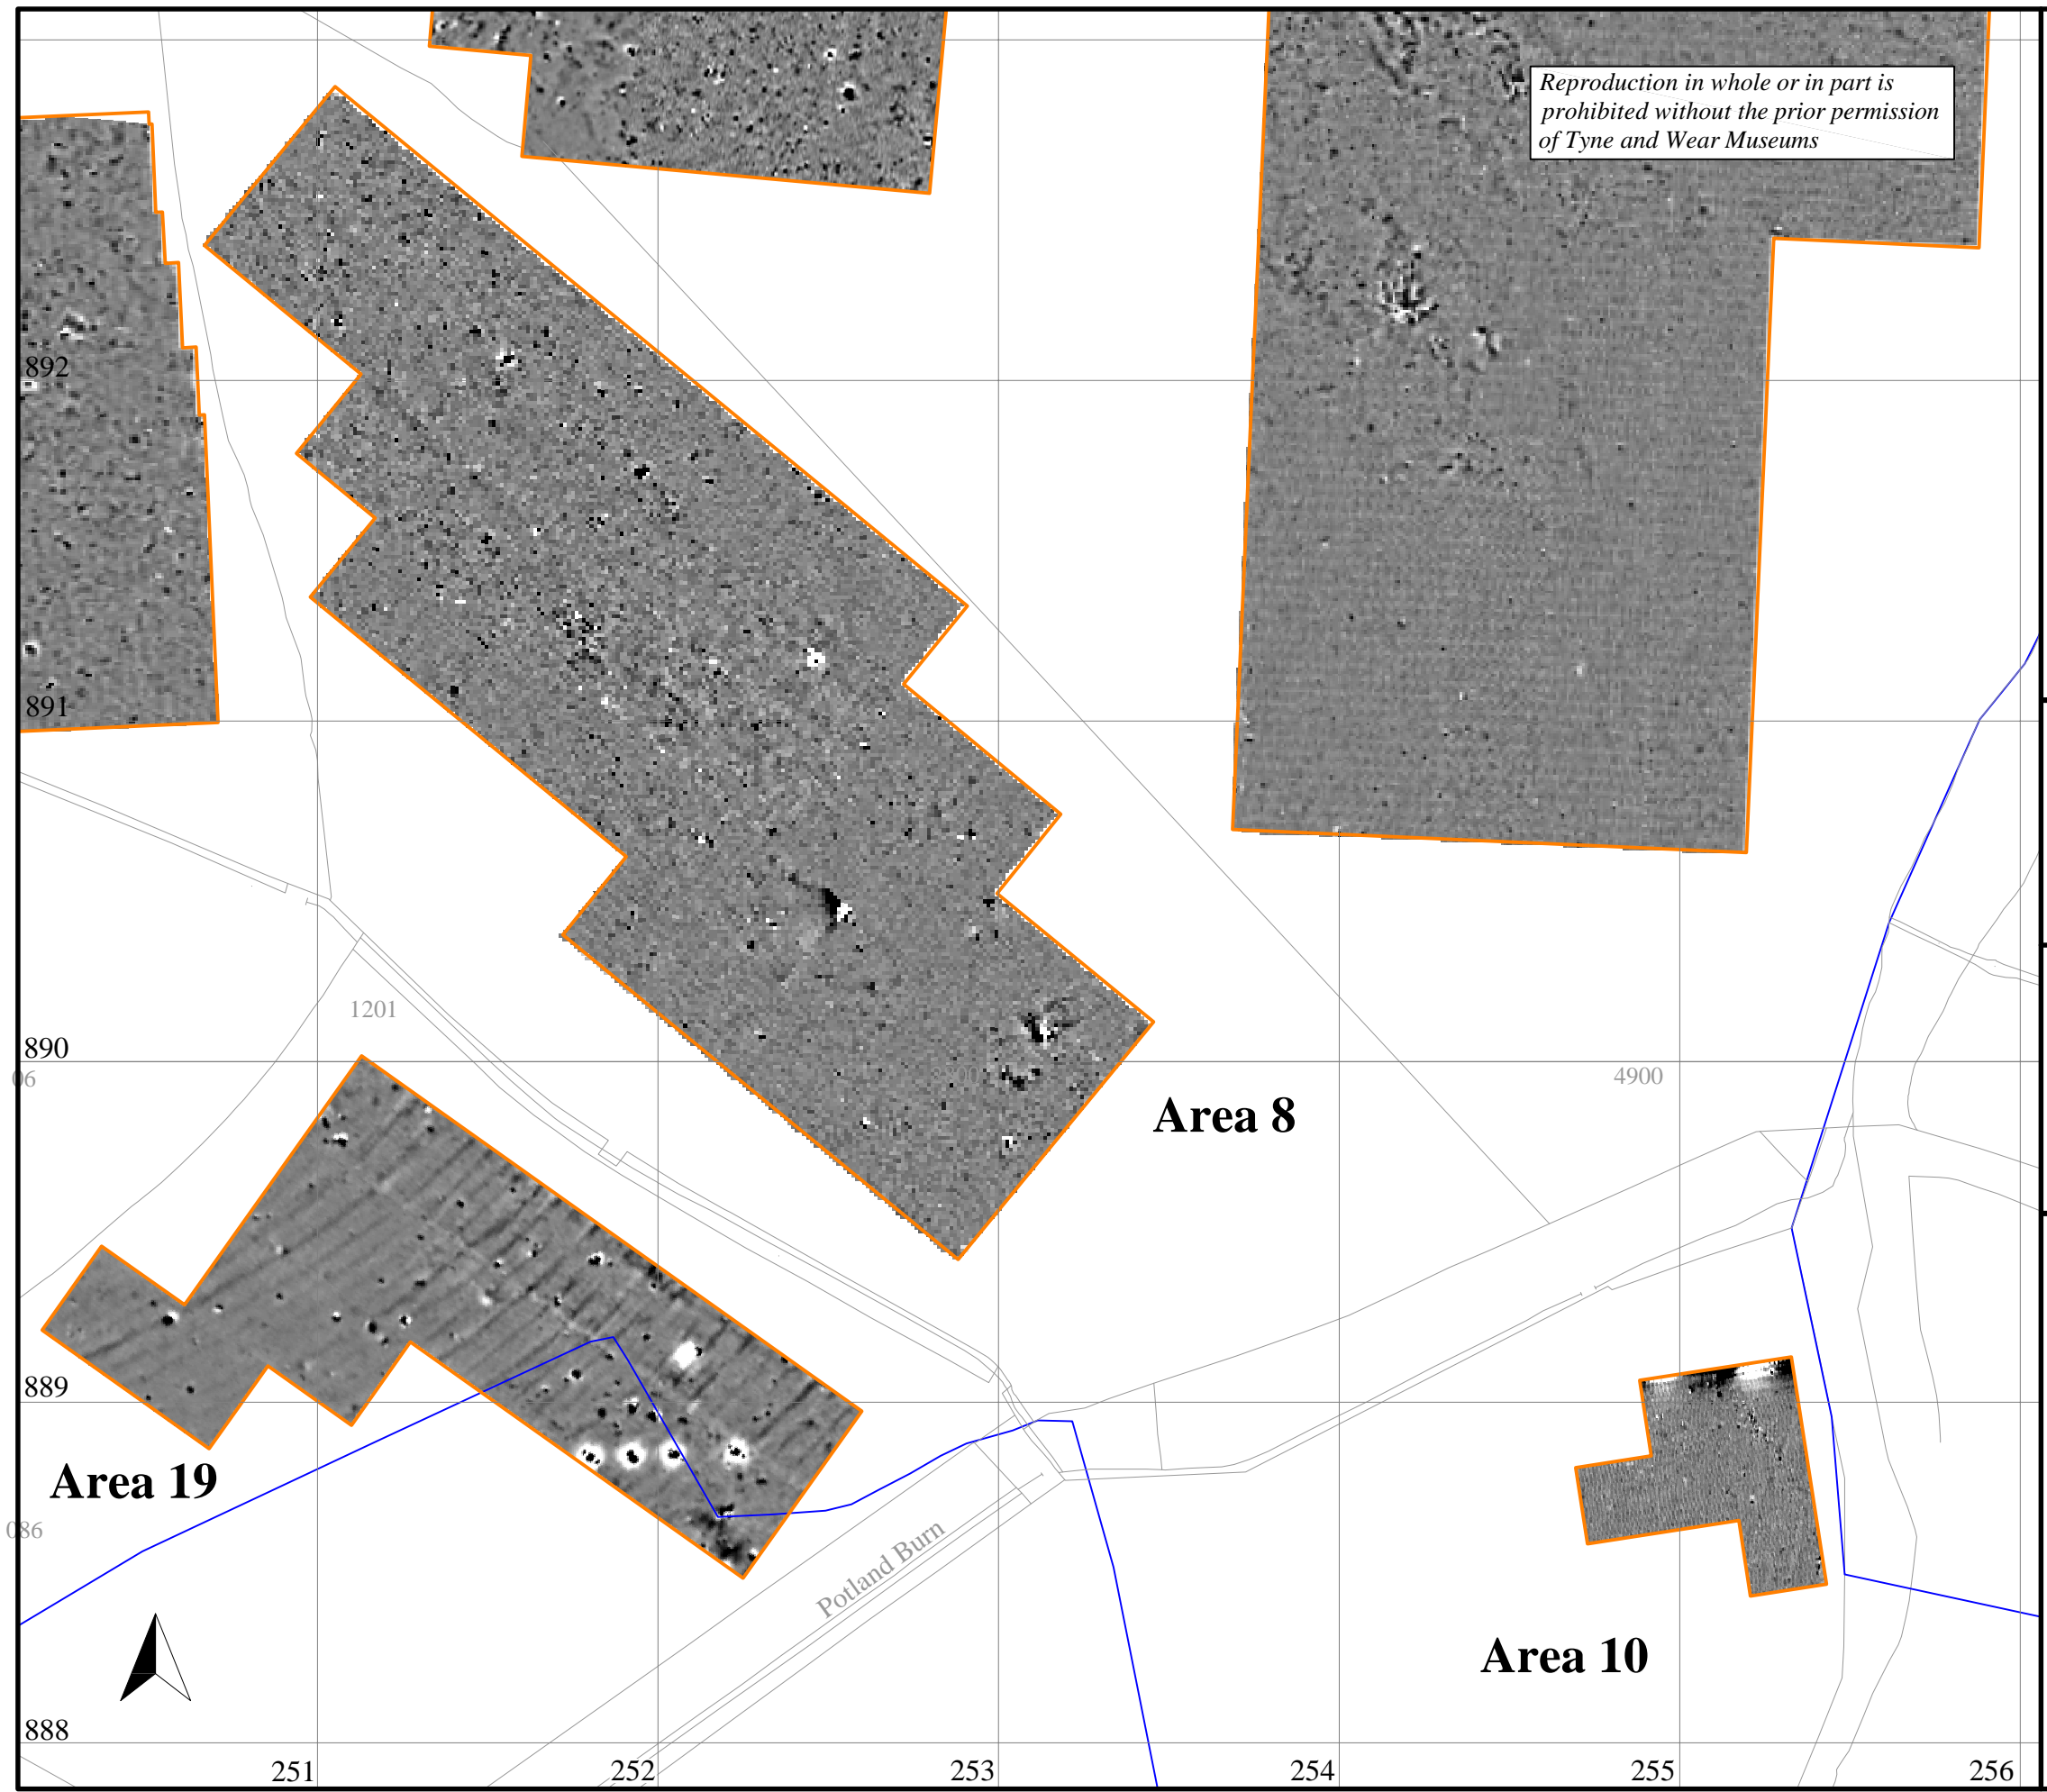 Reproduction in whole or in part is
prohibited without the prior permission
of Tyne and Wear Museums
892
891
1201
890
06
4900
Area 8
889
Area 19
086
Potland Burn
Area 10
888
251
252
253
254
255
256